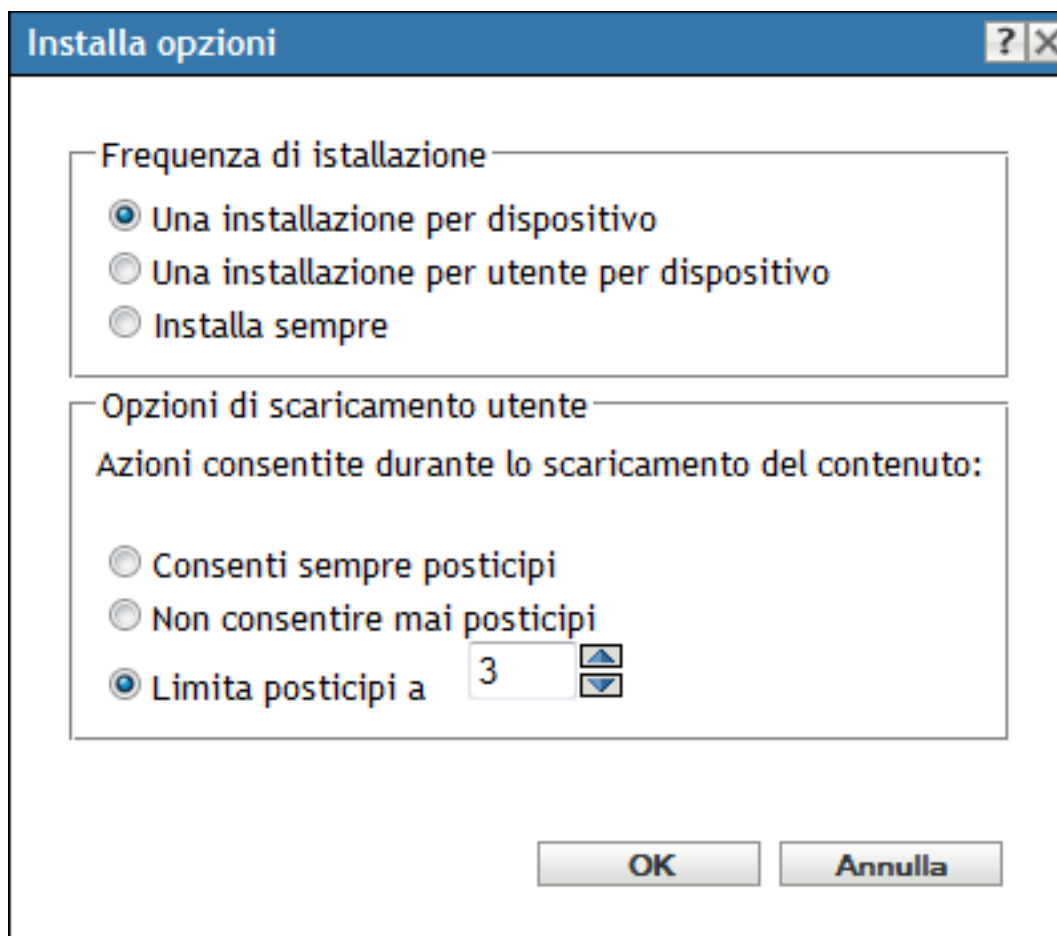 Installa opzioni
?
Frequenza di istallazione
Una installazione per dispositivo
Una installazione per utente per dispositivo
Installa sempre
Opzioni di scaricamento utente
Azioni consentite durante lo scaricamento del contenuto:
Consenti sempre posticipi
Non consentire mai posticipi
Limita posticipi a 3
OK Annulla